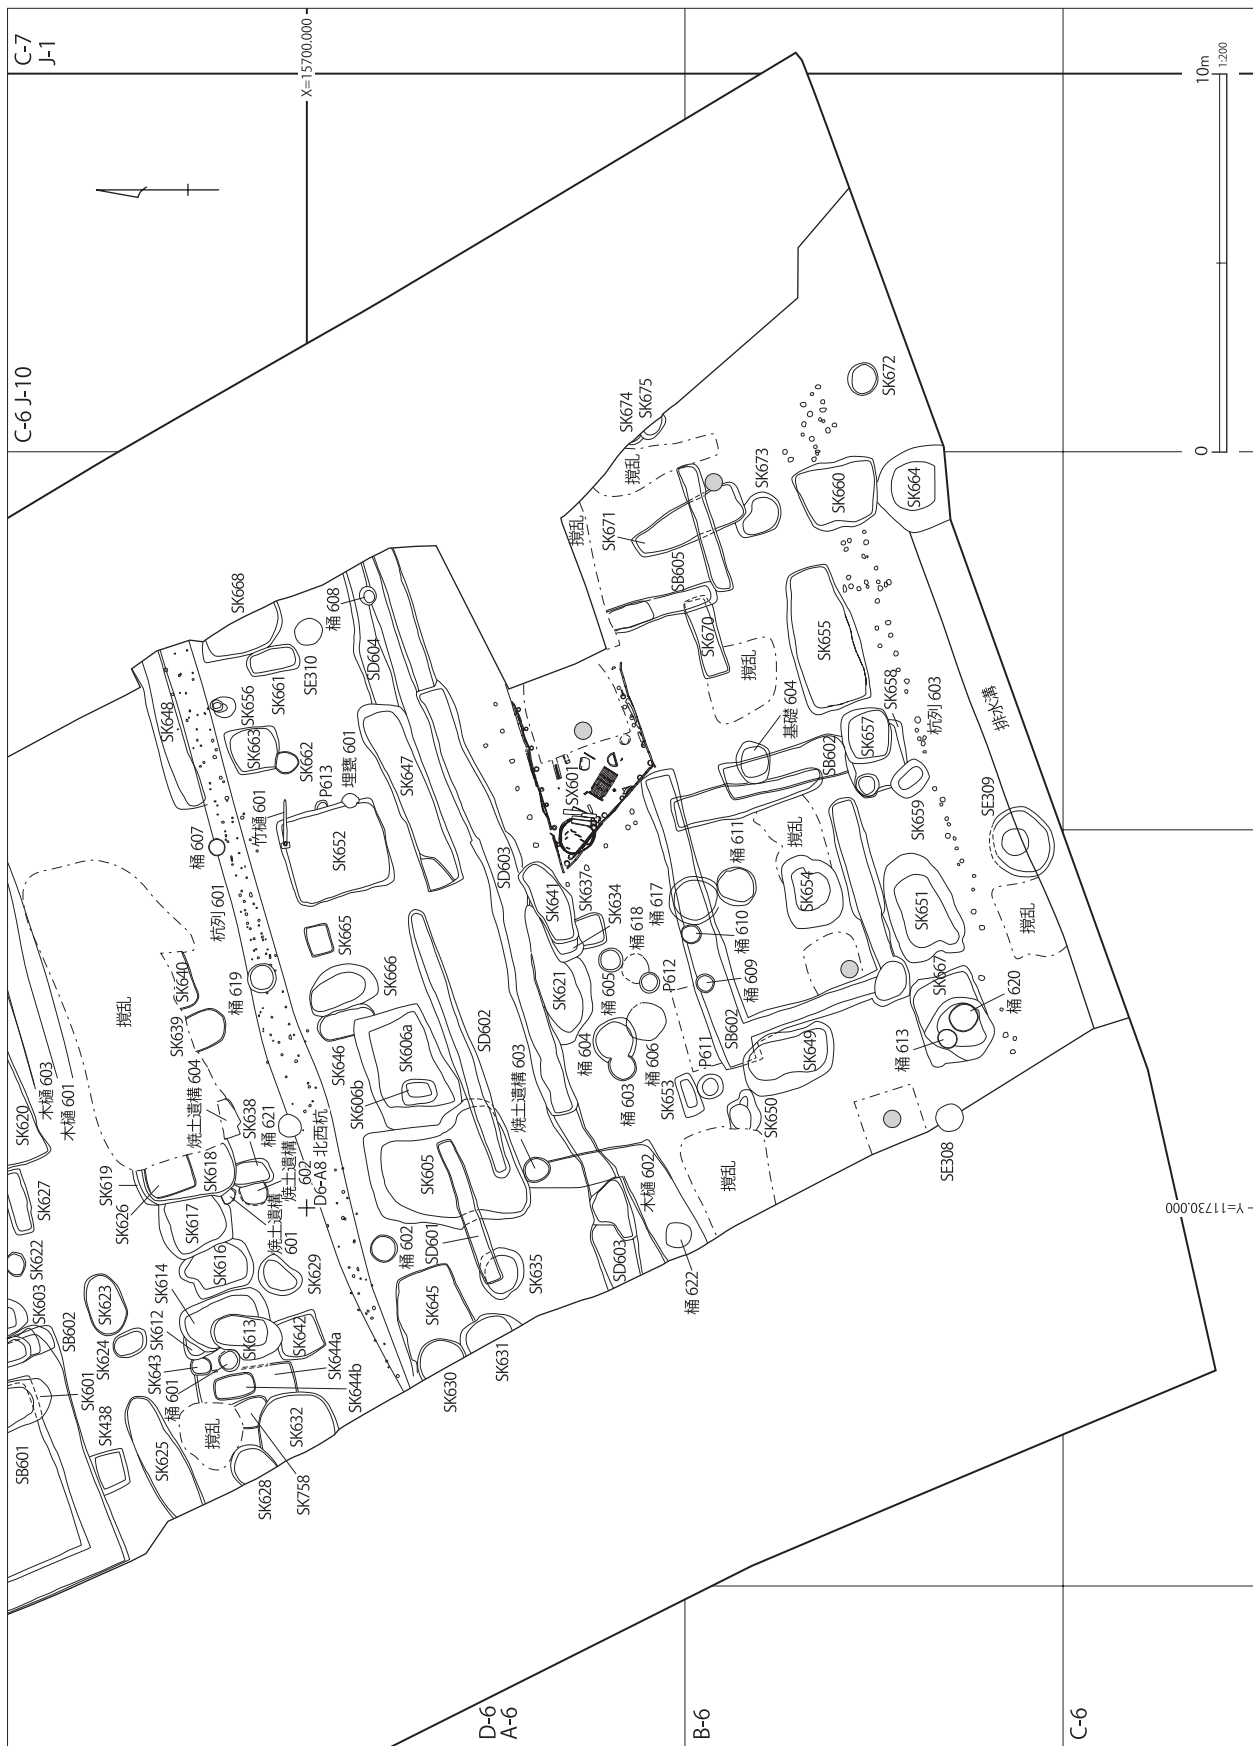 C-7
J-1
C-6 J-10
X=15700.000
10m
1:200
0
SK668
桶 608
SD604
SE310
SK661
SK656
SK648
SK663
SK662
P613
埋甕 601
SK647
竹樋 601
SK652
桶 607
杭列 601
SK665
SK666
SK646
SK606a
SK606b
桶 619
SK640
SK639
撹乱
焼土遺構 604
SK638
桶 621
焼土遺構
602
D6-A8 北西杭
焼土遺構
601
SK618
SK619
SK626
SK617
SK616
SK629
SK620
木樋 603
木樋 601
SK627
SK622
SK603
SB602
SK623
SK624
SK614
SK612
SK613
SK643
桶 601
SK642
SK644a
SK644b
SK601
SK438
SB601
SK625
撹乱
SK632
SK628
SK758
SK605
桶 602
SD601
SK645
SK635
SK631
SK630
SD602
SD603
焼土遺構 603
木樋 602
SD603
桶 622
撹乱
SK641
SK637
SK634
SK621
桶 618
桶 617
桶 605
桶 604
桶 603
桶 606
P612
P611
SK653
SK650
SX601
SK674
SK675
撹乱
撹乱
SK671
SB605
SK673
SK670
撹乱
SK672
SK660
SK664
SK655
基礎 604
SB602
SK657
SK658
杭列 603
SK659
排水溝
SE309
撹乱
桶 611
撹乱
SK654
桶 610
桶 609
SB602
SK649
SK651
SK667
桶 620
桶 613
SE308
Y=11730.000
D-6
A-6
B-6
C-6